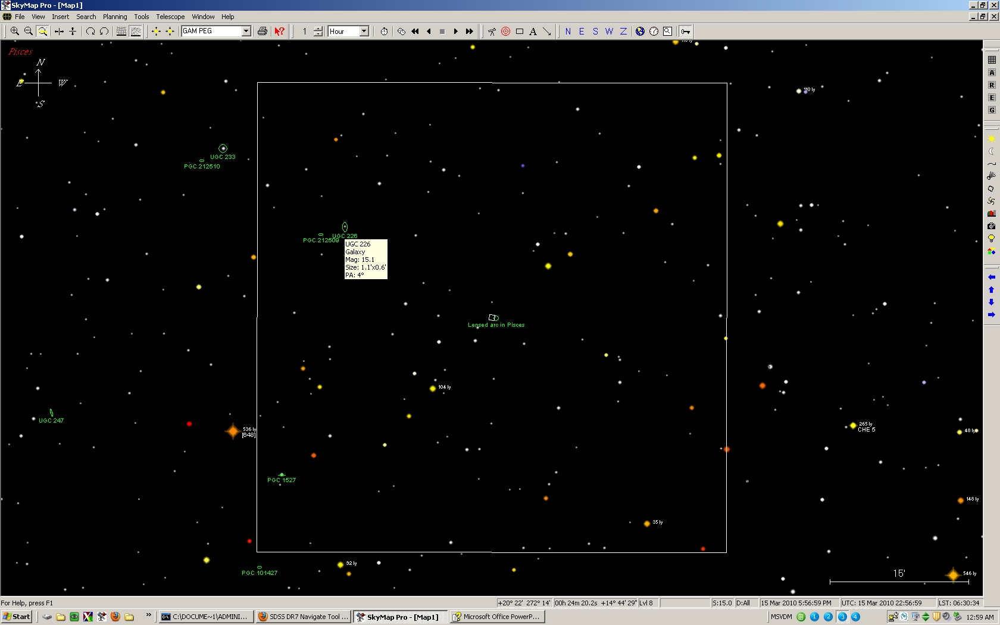 SkyMap Pro - [Map1]
File View Insert Search Planning Tools Telescope Window Help
GAM PEG 1 Hour A N E S W Z
Pisces
N
E W
S
A
R
E
G
110 ly
UGC 233
PGC 212510
UGC 226
PGC 212509
UGC 226
Galaxy
Mag: 15.1
Size: 1.1'x0.6'
PA: 4°
Lensed arc in Pisces
104 ly
UGC 247
536 ly
[648]
265 ly
CHE 5
48 ly
PGC 1527
148 ly
35 ly
92 ly
PGC 101427
15'
546 ly
For Help, press F1 +20° 22' 272° 14' 00h 24m 20.2s +14° 44' 29" Lvl 8 S:15.0 D:All 15 Mar 2010 5:56:59 PM UTC: 15 Mar 2010 22:56:59 LST: 06:30:34
Start » C:\DOCUME~1\ADMINI... SDSS DR7 Navigate Tool ... SkyMap Pro - [Map1] Microsoft Office PowerP... MSVDM 1 2 3 4 12:59 AM